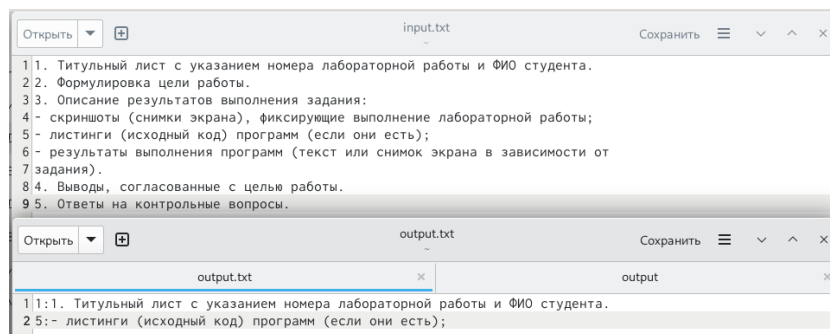 Открыть
input.txt
~
Сохранить
1 1. Титульный лист с указанием номера лабораторной работы и ФИО студента.
2 2. Формулировка цели работы.
3 3. Описание результатов выполнения задания:
4 - скриншоты (снимки экрана), фиксирующие выполнение лабораторной работы;
5 - листинги (исходный код) программ (если они есть);
6 - результаты выполнения программ (текст или снимок экрана в зависимости от
7 задания).
8 4. Выводы, согласованные с целью работы.
9 5. Ответы на контрольные вопросы.
Открыть
output.txt
~
Сохранить
output.txt
output
1 1:1. Титульный лист с указанием номера лабораторной работы и ФИО студента.
2 5:- листинги (исходный код) программ (если они есть);